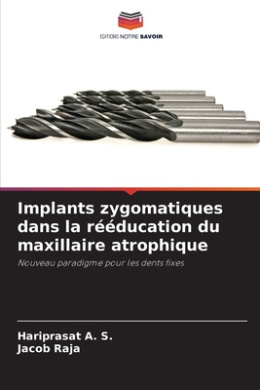 EDITIONS NOTRE SAVOIR
Implants zygomatiques
dans la rééducation du
maxillaire atrophique
Nouveau paradigme pour les dents fixes
Hariprasat A. S.
Jacob Raja